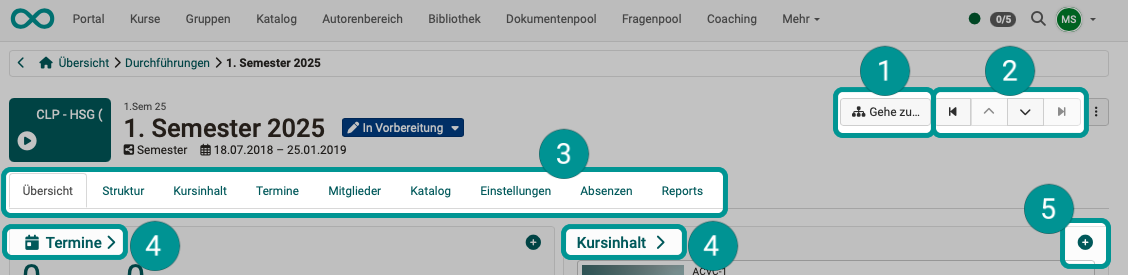 Portal Kurse Gruppen Katalog Autorenbereich Bibliothek Dokumentenpool Fragenpool Coaching Mehr 0/5 MS
Übersicht Durchführungen 1. Semester 2025
1 2
CLP - HSG (
1.Sem 25
1. Semester 2025 In Vorbereitung
Gehe zu...
Semester 18.07.2018 – 25.01.2019
3
Übersicht Struktur Kursinhalt Termine Mitglieder Katalog Einstellungen Absenzen Reports
5
Termine 4 Kursinhalt 4
ACVC-1